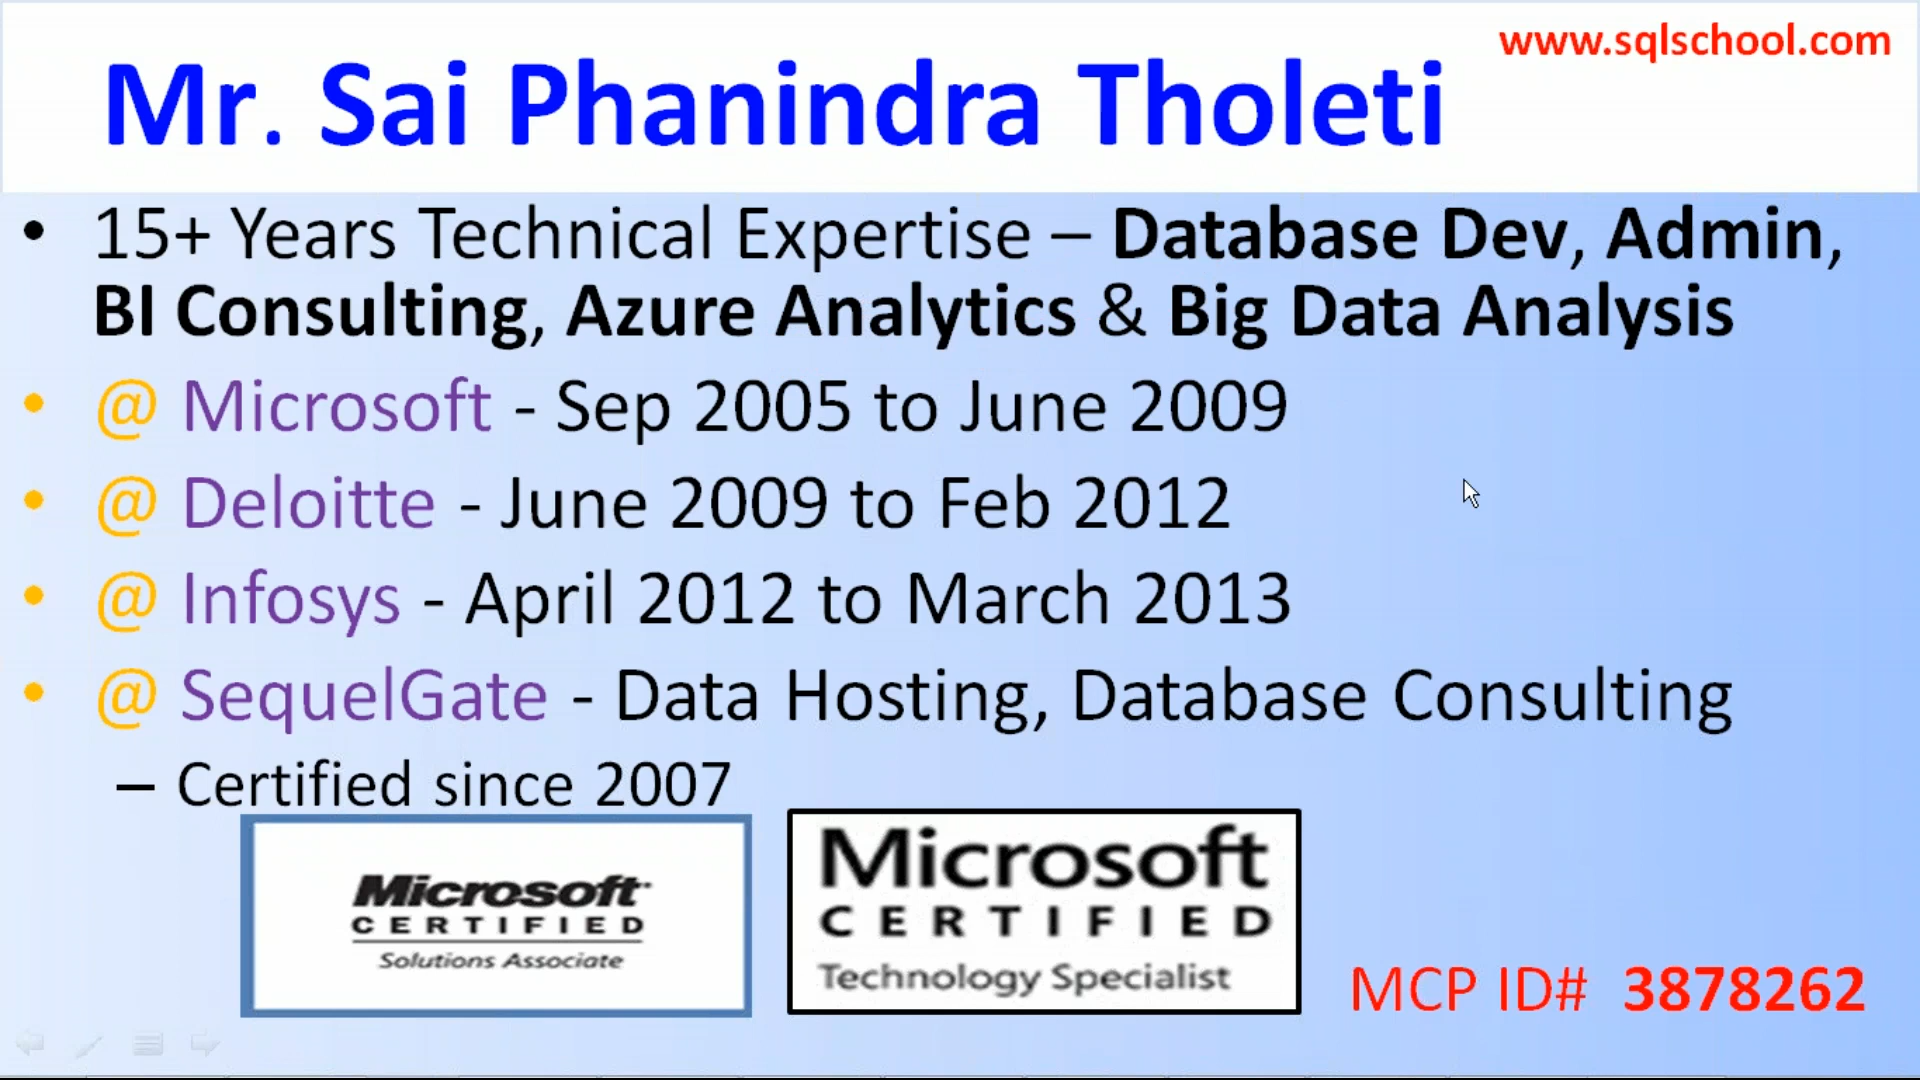 www.sqlschool.com
Mr. Sai Phanindra Tholeti
• 15+ Years Technical Expertise – Database Dev, Admin,
BI Consulting, Azure Analytics & Big Data Analysis
• @ Microsoft - Sep 2005 to June 2009
• @ Deloitte - June 2009 to Feb 2012
• @ Infosys - April 2012 to March 2013
• @ SequelGate - Data Hosting, Database Consulting
– Certified since 2007
Microsoft
CERTIFIED
Solutions Associate
Microsoft
CERTIFIED
Technology Specialist
MCP ID# 3878262